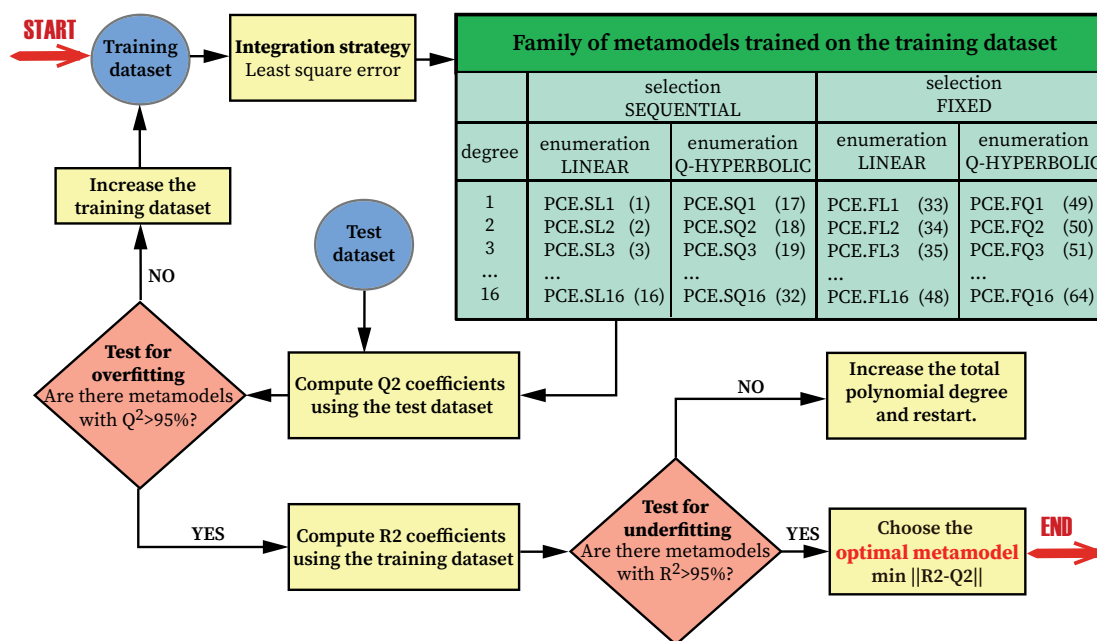 START
Training
dataset
Integration strategy
Least square error
Family of metamodels trained on the training dataset
selection
SEQUENTIAL
selection
FIXED
degree
enumeration
LINEAR
enumeration
Q-HYPERBOLIC
enumeration
LINEAR
enumeration
Q-HYPERBOLIC
1 PCE.SL1 (1) PCE.SQ1 (17) PCE.FL1 (33) PCE.FQ1 (49)
2 PCE.SL2 (2) PCE.SQ2 (18) PCE.FL2 (34) PCE.FQ2 (50)
3 PCE.SL3 (3) PCE.SQ3 (19) PCE.FL3 (35) PCE.FQ3 (51)
... ... ... ... ...
16 PCE.SL16 (16) PCE.SQ16 (32) PCE.FL16 (48) PCE.FQ16 (64)
Increase the
training dataset
Test
dataset
NO
Test for
overfitting
Are there metamodels
with Q²>95%?
Compute Q2 coefficients
using the test dataset
NO
Increase the total
polynomial degree
and restart.
YES
Compute R2 coefficients
using the training dataset
Test for
underfitting
Are there metamodels
with R²>95%?
YES
Choose the
optimal metamodel
min ||R2-Q2||
END